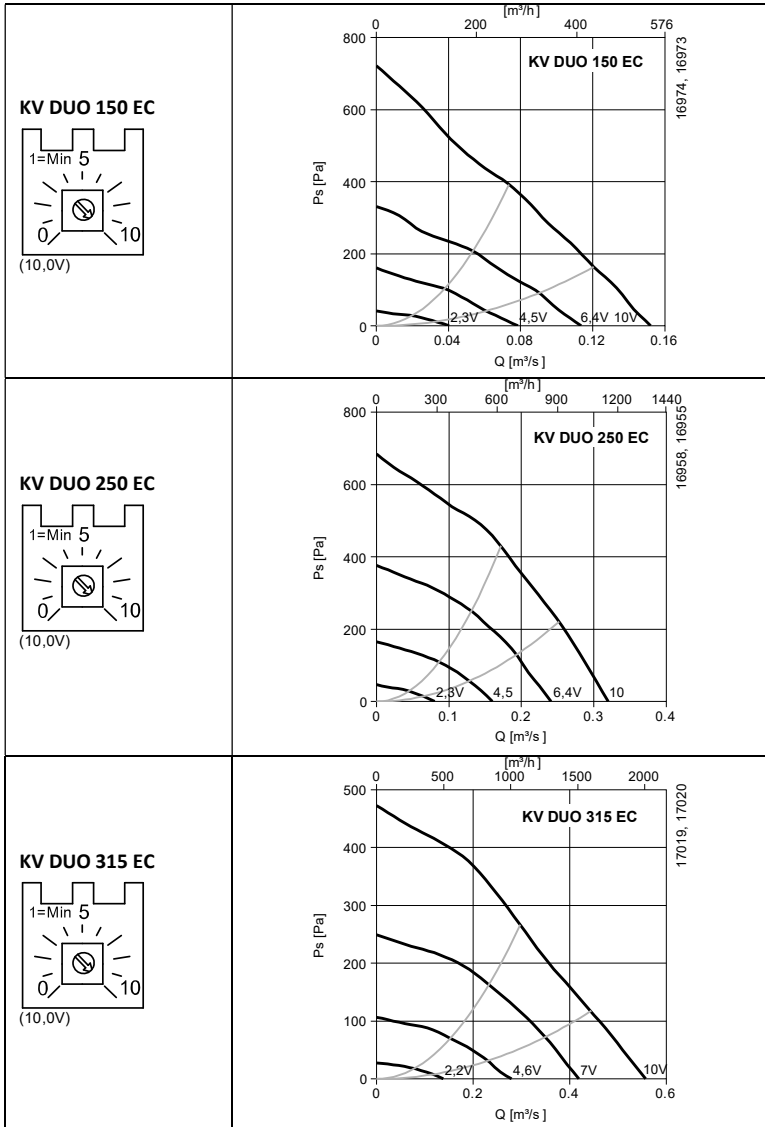 KV DUO 150 EC
1=Min 5
0 10
(10,0V)
[m³/h]
0 200 400 576
KV DUO 150 EC
16974, 16973
Ps [Pa]
800
600
400
200
0
2,3V 4,5V 6,4V 10V
0 0.04 0.08 0.12 0.16
Q [m³/s ]
KV DUO 250 EC
1=Min 5
0 10
(10,0V)
[m³/h]
0 300 600 900 1200 1440
KV DUO 250 EC
16958, 16955
Ps [Pa]
800
600
400
200
0
2,3V 4,5 6,4V 10
0 0.1 0.2 0.3 0.4
Q [m³/s ]
KV DUO 315 EC
1=Min 5
0 10
(10,0V)
[m³/h]
0 500 1000 1500 2000
KV DUO 315 EC
17019, 17020
Ps [Pa]
500
400
300
200
100
0
2,2V 4,6V 7V 10V
0 0.2 0.4 0.6
Q [m³/s ]